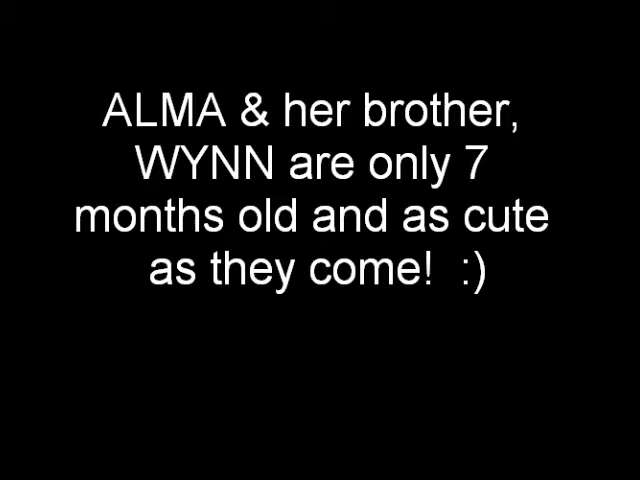 ALMA & her brother,
WYNN are only 7
months old and as cute
as they come!  :)